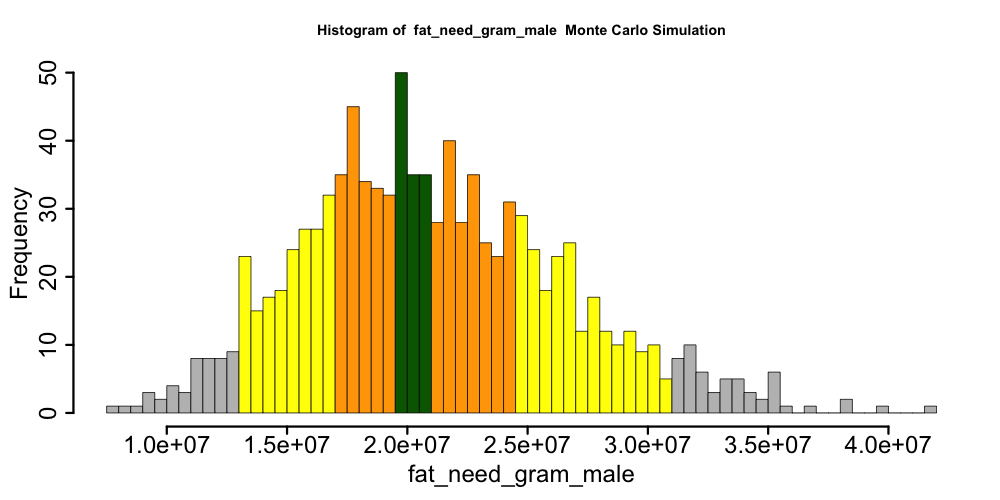 Histogram of  fat_need_gram_male  Monte Carlo Simulation
Frequency
50
40
30
20
10
0
1.0e+07 1.5e+07 2.0e+07 2.5e+07 3.0e+07 3.5e+07 4.0e+07
fat_need_gram_male